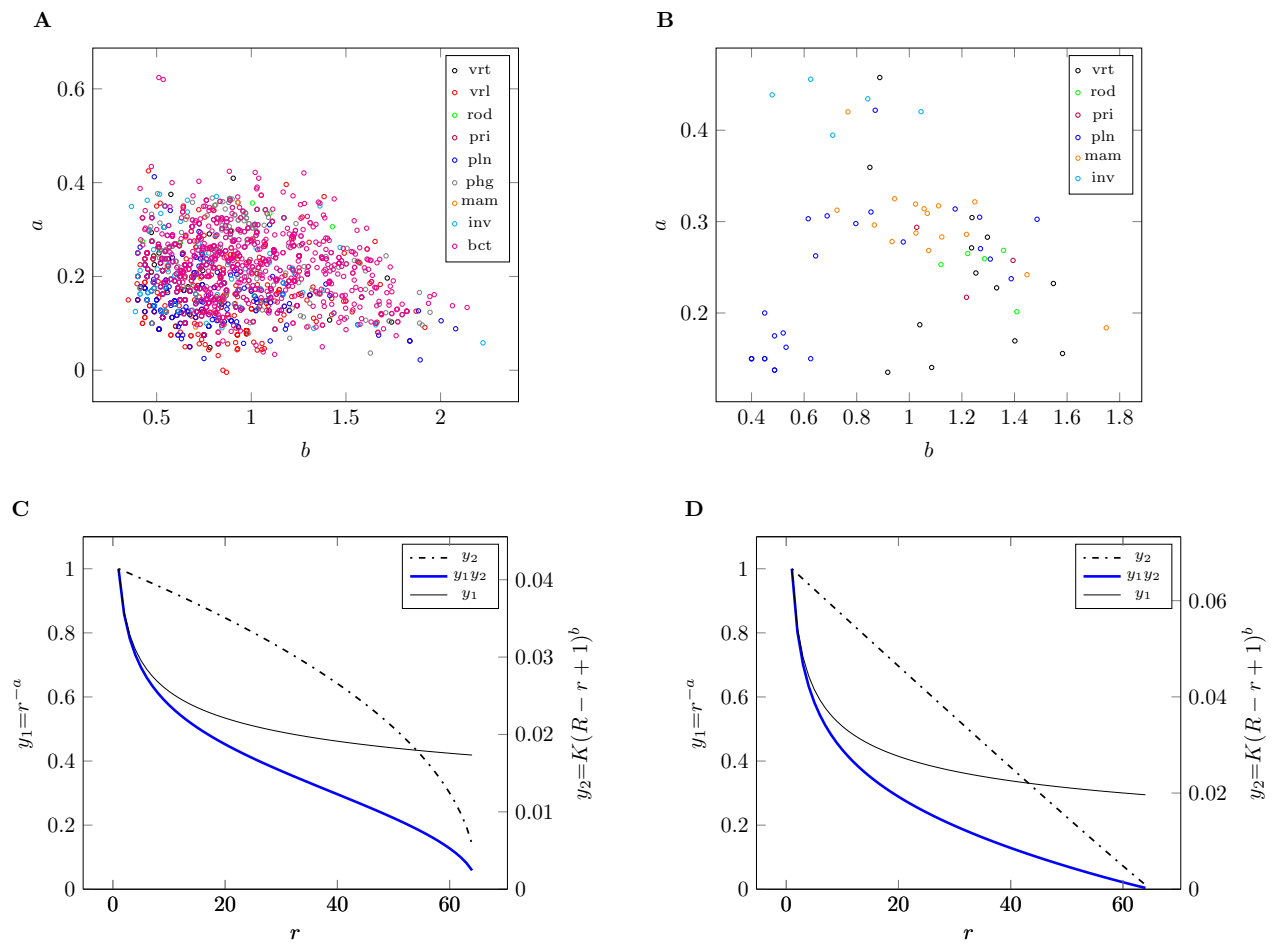 A
0.6
0.4
0.2
0
a
0.5
1
1.5
2
b
vrt
vrl
rod
pri
pln
phg
mam
inv
bct
B
0.4
0.3
0.2
a
0.4
0.6
0.8
1
1.2
1.4
1.6
1.8
b
vrt
rod
pri
pln
mam
inv
C
1
0.8
0.6
0.4
0.2
0
y₁=r⁻ᵃ
0
20
40
60
r
0.04
0.03
0.02
0.01
0
y₂=K(R − r + 1)ᵇ
y₂
y₁y₂
y₁
D
1
0.8
0.6
0.4
0.2
0
y₁=r⁻ᵃ
0
20
40
60
r
0.06
0.04
0.02
0
y₂=K(R − r + 1)ᵇ
y₂
y₁y₂
y₁